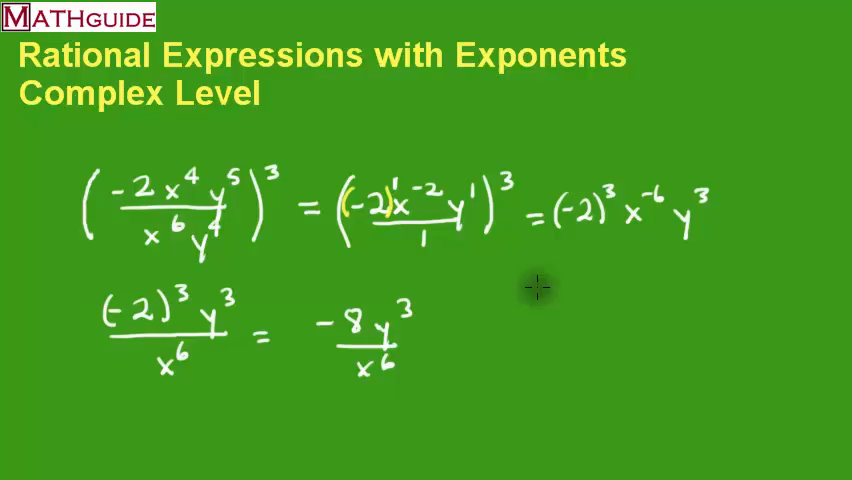 MATHGUIDE
Rational Expressions with Exponents
Complex Level
(-2x⁴y⁵/x⁶y⁴)³ = ((-2)¹x⁻²y¹/1)³ = (-2)³x⁻⁶y³
(-2)³y³/x⁶ = -8y³/x⁶